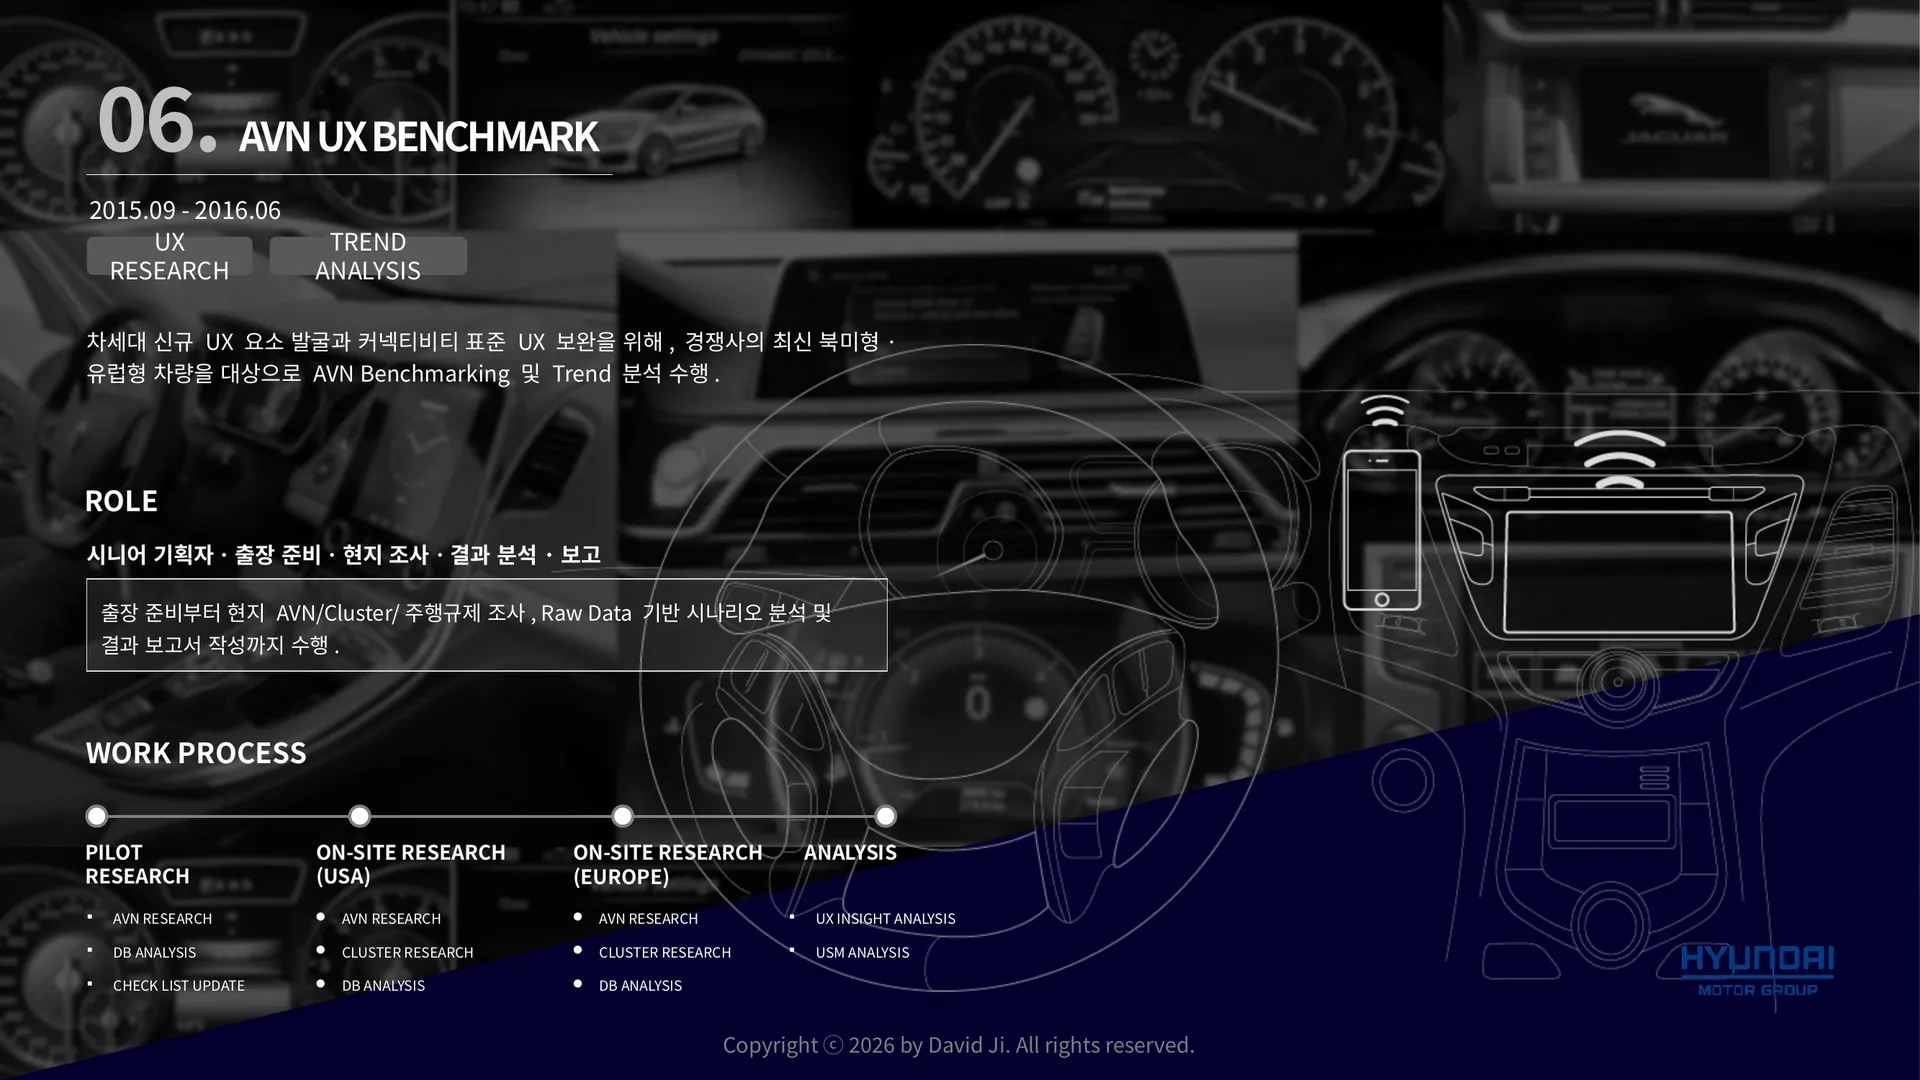 Vehicle settings
06. AVN UX BENCHMARK
JAGUAR
2015.09 - 2016.06
UX
RESEARCH
TREND
ANALYSIS
차세대 신규 UX 요소 발굴과 커넥티비티 표준 UX 보완을 위해, 경쟁사의 최신 북미형 ·
유럽형 차량을 대상으로 AVN Benchmarking 및 Trend 분석 수행.
ROLE
시니어 기획자 · 출장 준비 · 현지 조사 · 결과 분석 · 보고
출장 준비부터 현지 AVN/Cluster/주행규제 조사, Raw Data 기반 시나리오 분석 및
결과 보고서 작성까지 수행.
0
WORK PROCESS
PILOT
RESEARCH
▪ AVN RESEARCH
▪ DB ANALYSIS
▪ CHECK LIST UPDATE
ON-SITE RESEARCH
(USA)
● AVN RESEARCH
● CLUSTER RESEARCH
● DB ANALYSIS
ON-SITE RESEARCH
(EUROPE)
● AVN RESEARCH
● CLUSTER RESEARCH
● DB ANALYSIS
ANALYSIS
▪ UX INSIGHT ANALYSIS
▪ USM ANALYSIS
HYUNDAI
MOTOR GROUP
Copyright ⓒ 2026 by David Ji. All rights reserved.